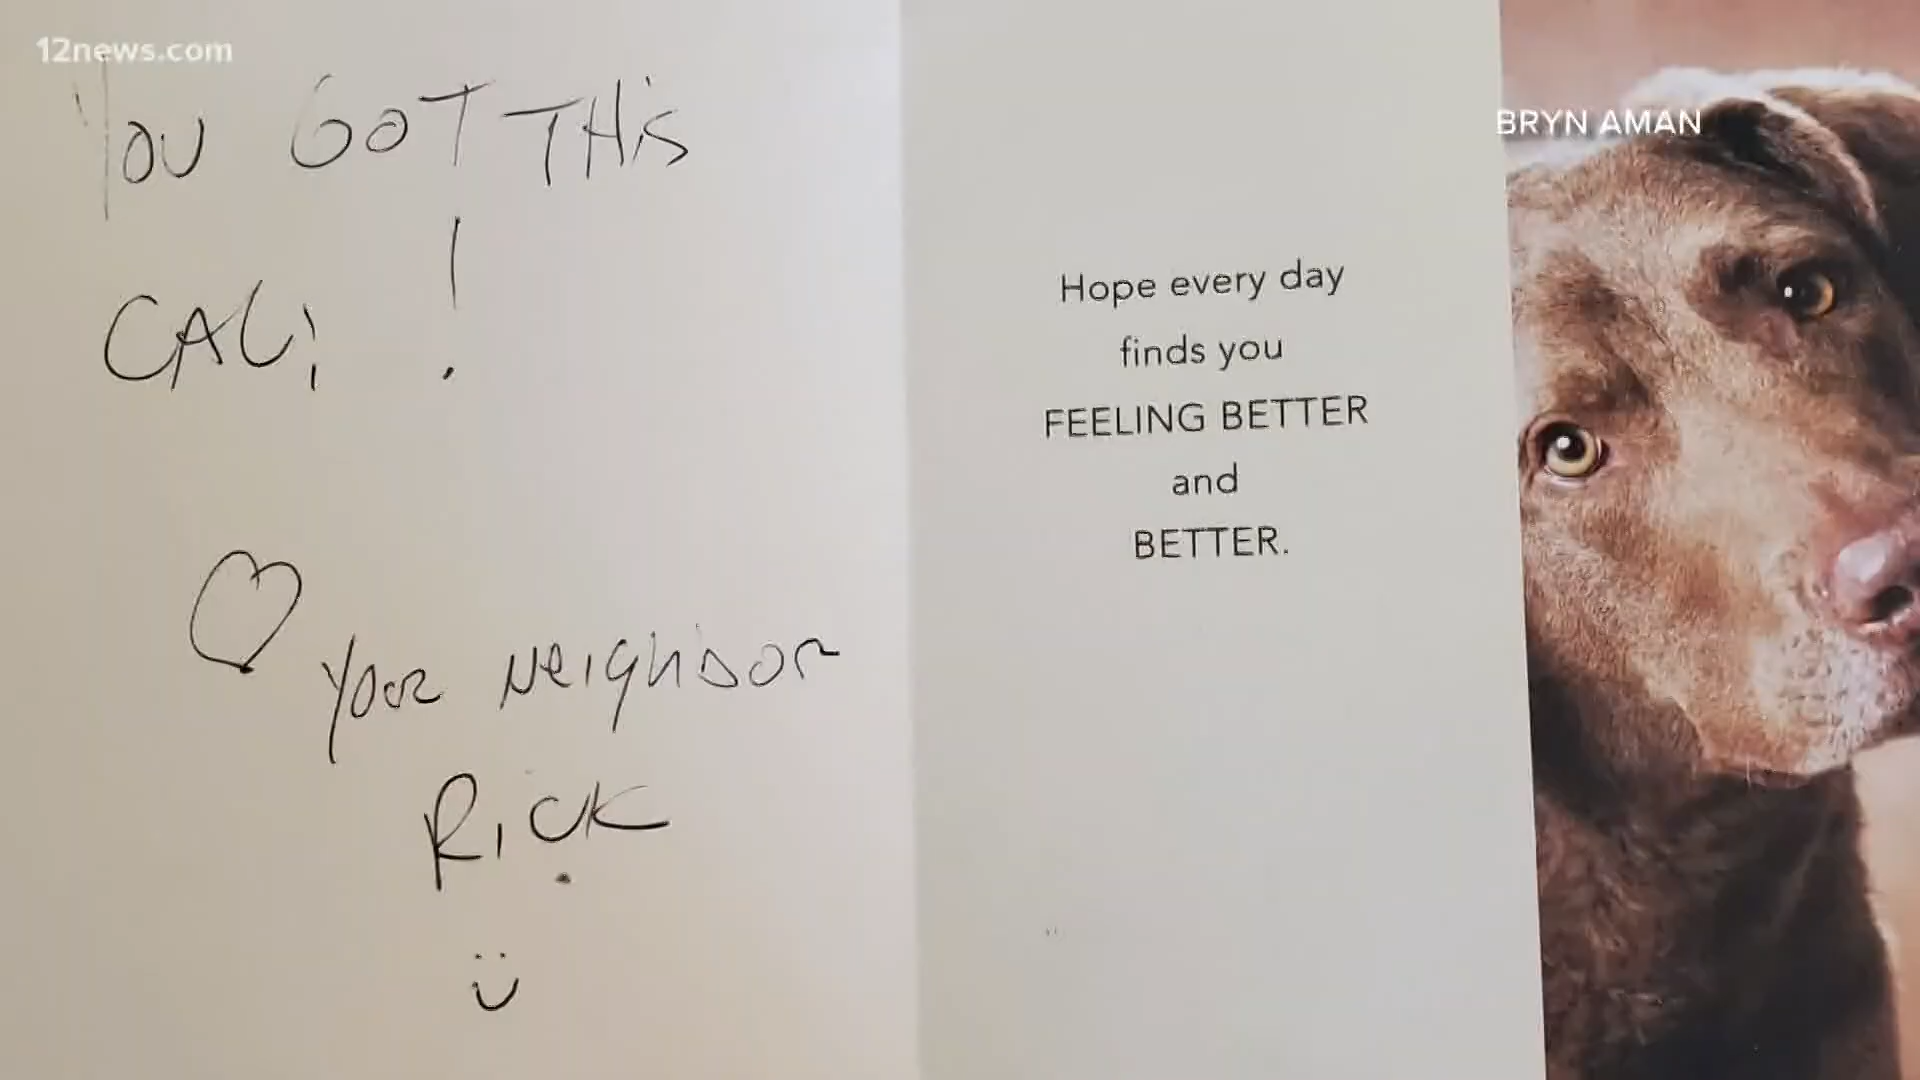 12news.com
YOU GOT THIS
CALi !
Your Neighbor
Rick
Hope every day
finds you
FEELING BETTER
and
BETTER.
BRYN AMAN